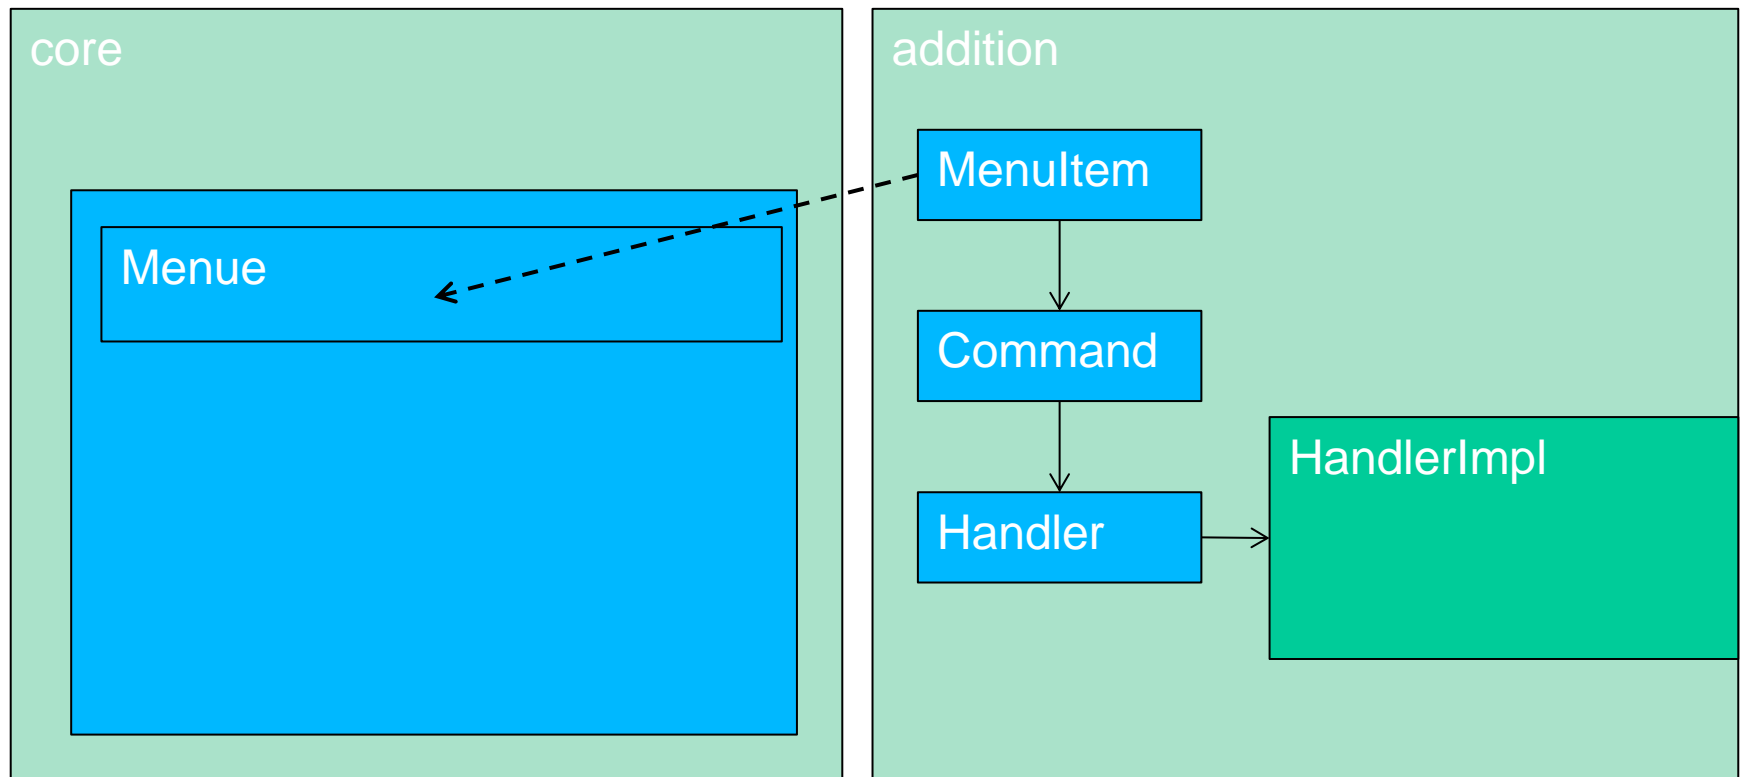 core
addition
MenuItem
Menue
Command
HandlerImpl
Handler